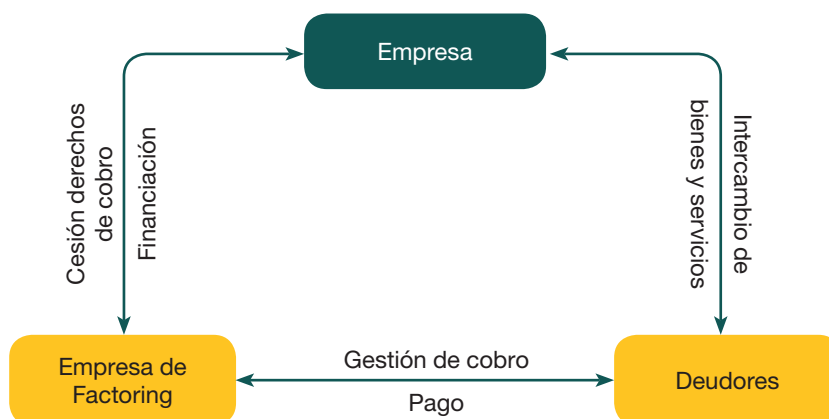 Empresa
Cesión derechos
de cobro
Financiación
Intercambio de
bienes y servicios
Empresa de
Factoring
Gestión de cobro
Pago
Deudores